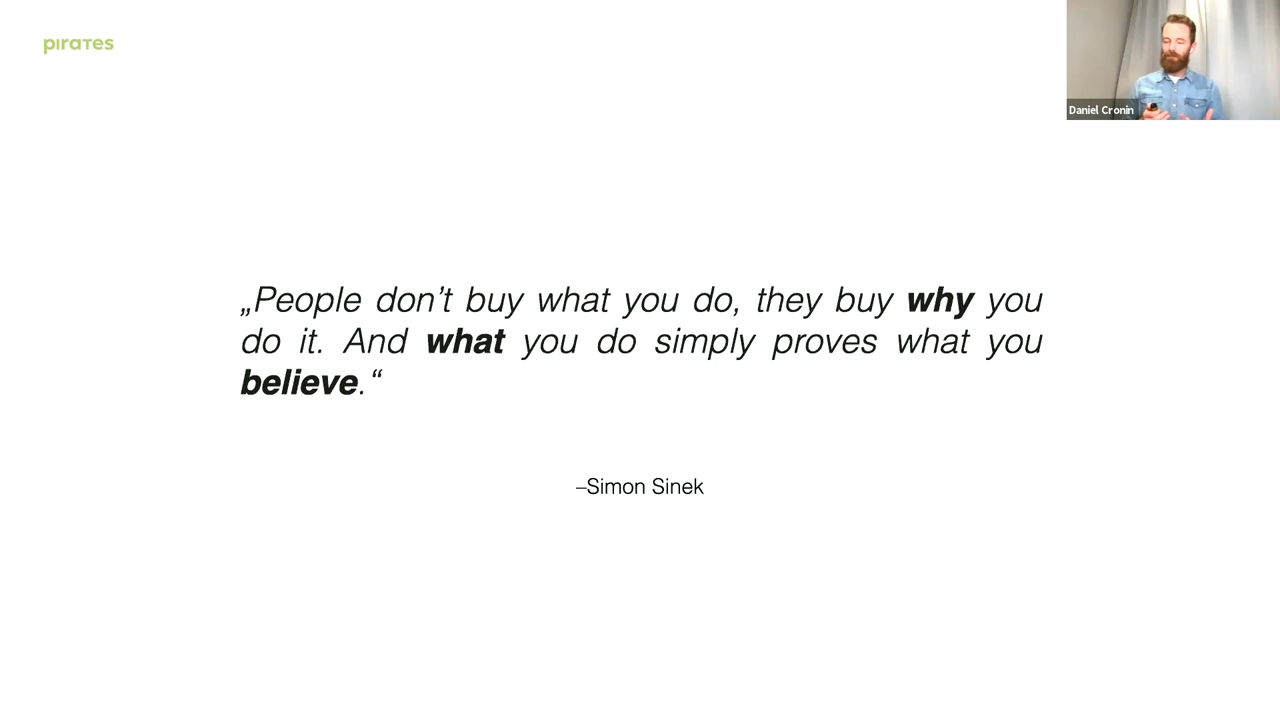 pirates
Daniel Cronin
„People don’t buy what you do, they buy why you
do it. And what you do simply proves what you
believe.“
–Simon Sinek